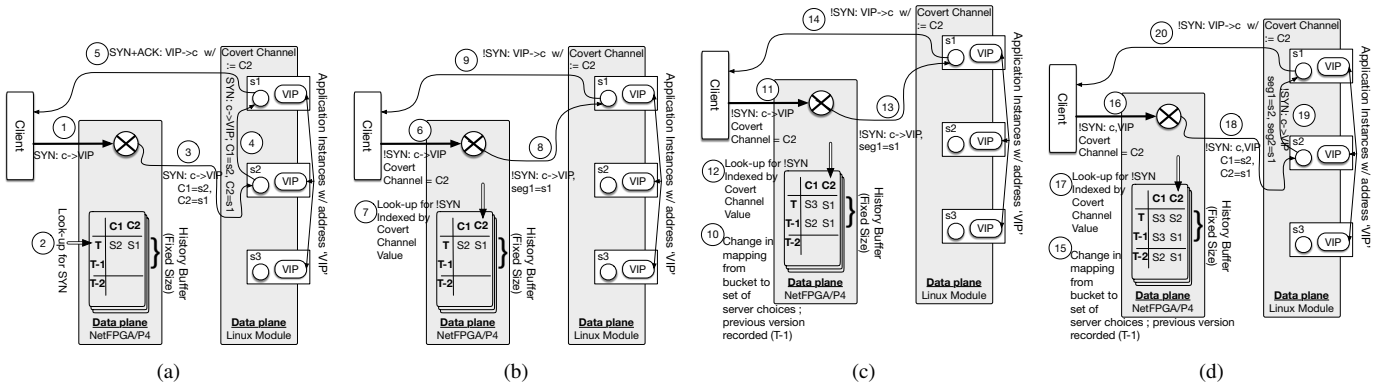 5
SYN+ACK: VIP->c w/
Covert Channel
:= C2
s1
VIP
Client
1
SYN: c->VIP
3
SYN: c->VIP,
C1=s2,
C2=s1
4
SYN: c->VIP; C1=s2, C2=s1
s2
VIP
2
Look-up for SYN
C1 C2
T S2 S1
T-1
T-2
History Buffer
(Fixed Size)
s3
VIP
Application Instances w/ address 'VIP'
Data plane
NetFPGA/P4
Data plane
Linux Module
(a)
9
!SYN: VIP->c w/
Covert Channel
:= C2
s1
VIP
Client
6
!SYN: c->VIP
Covert
Channel = C2
8
!SYN: c->VIP,
seg1=s1
s2
VIP
7
Look-up for !SYN
Indexed by
Covert
Channel
Value
C1 C2
T S2 S1
T-1
T-2
History Buffer
(Fixed Size)
s3
VIP
Application Instances w/ address 'VIP'
Data plane
NetFPGA/P4
Data plane
Linux Module
(b)
14
!SYN: VIP->c w/
Covert Channel
:= C2
s1
VIP
Client
11
!SYN: c->VIP
Covert
Channel = C2
13
!SYN: c->VIP,
seg1=s1
s2
VIP
12
Look-up for !SYN
Indexed by
Covert
Channel
Value
C1 C2
T S3 S1
T-1 S2 S1
T-2
History Buffer
(Fixed Size)
s3
VIP
Application Instances w/ address 'VIP'
10
Change in
mapping
from
bucket to
set of
server choices ;
previous version
recorded (T-1)
Data plane
NetFPGA/P4
Data plane
Linux Module
(c)
20
!SYN: VIP->c w/
Covert Channel
:= C2
s1
VIP
Client
16
!SYN: c,VIP
Covert
Channel = C2
18
!SYN: c,VIP
C1=s2,
C2=s1
19
!SYN: c->VIP
seg1=s2, seg2=s1
s2
VIP
17
Look-up for !SYN
Indexed by
Covert
Channel
Value
C1 C2
T S3 S2
T-1 S3 S1
T-2 S2 S1
History Buffer
(Fixed Size)
s3
VIP
Application Instances w/ address 'VIP'
15
Change in
mapping
from
bucket to
set of
server choices ; previous version
recorded (T-1)
Data plane
NetFPGA/P4
Data plane
Linux Module
(d)